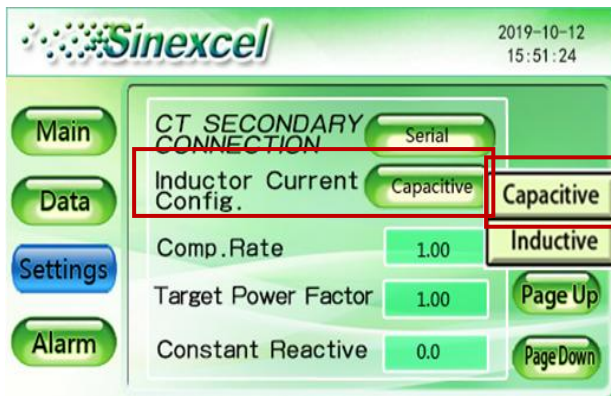 Sinexcel
2019-10-12
15:51:24
Main
Data
Settings
Alarm
CT SECONDARY
CONNECTION
Serial
Inductor Current
Config.
Capacitive
Capacitive
Inductive
Comp.Rate
1.00
Target Power Factor
1.00
Page Up
Constant Reactive
0.0
Page Down